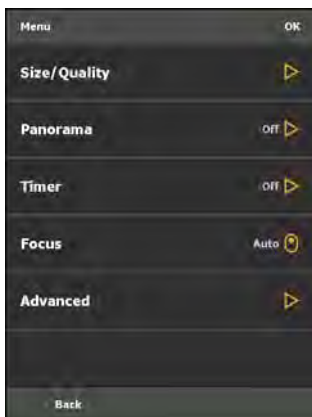 Menu OK
Size/Quality
Panorama Off
Timer Off
Focus Auto
Advanced
Back